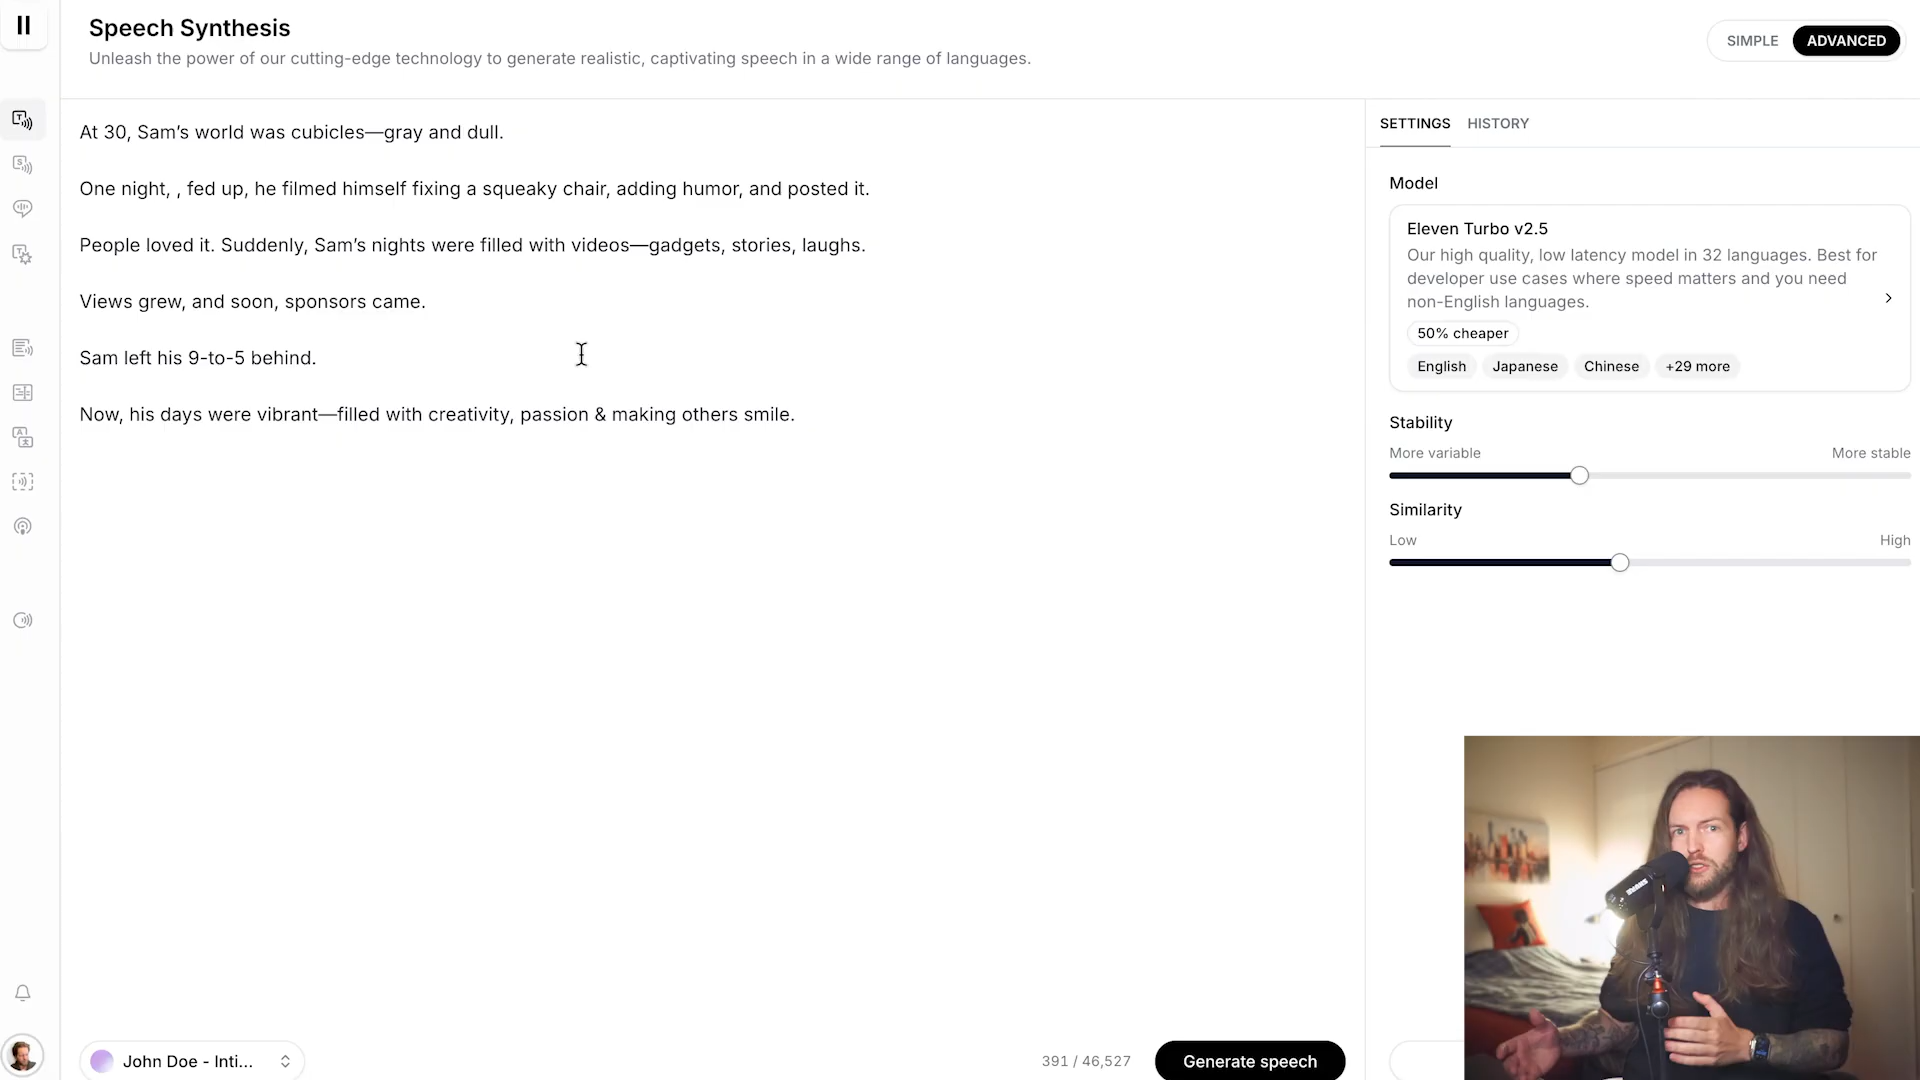 Speech Synthesis
Unleash the power of our cutting-edge technology to generate realistic, captivating speech in a wide range of languages.
SIMPLE
ADVANCED
At 30, Sam’s world was cubicles—gray and dull.
One night, , fed up, he filmed himself fixing a squeaky chair, adding humor, and posted it.
People loved it. Suddenly, Sam’s nights were filled with videos—gadgets, stories, laughs.
Views grew, and soon, sponsors came.
Sam left his 9-to-5 behind.
Now, his days were vibrant—filled with creativity, passion & making others smile.
SETTINGS
HISTORY
Model
Eleven Turbo v2.5
Our high quality, low latency model in 32 languages. Best for
developer use cases where speed matters and you need
non-English languages.
50% cheaper
English
Japanese
Chinese
+29 more
Stability
More variable
More stable
Similarity
Low
High
John Doe - Inti...
391 / 46,527
Generate speech